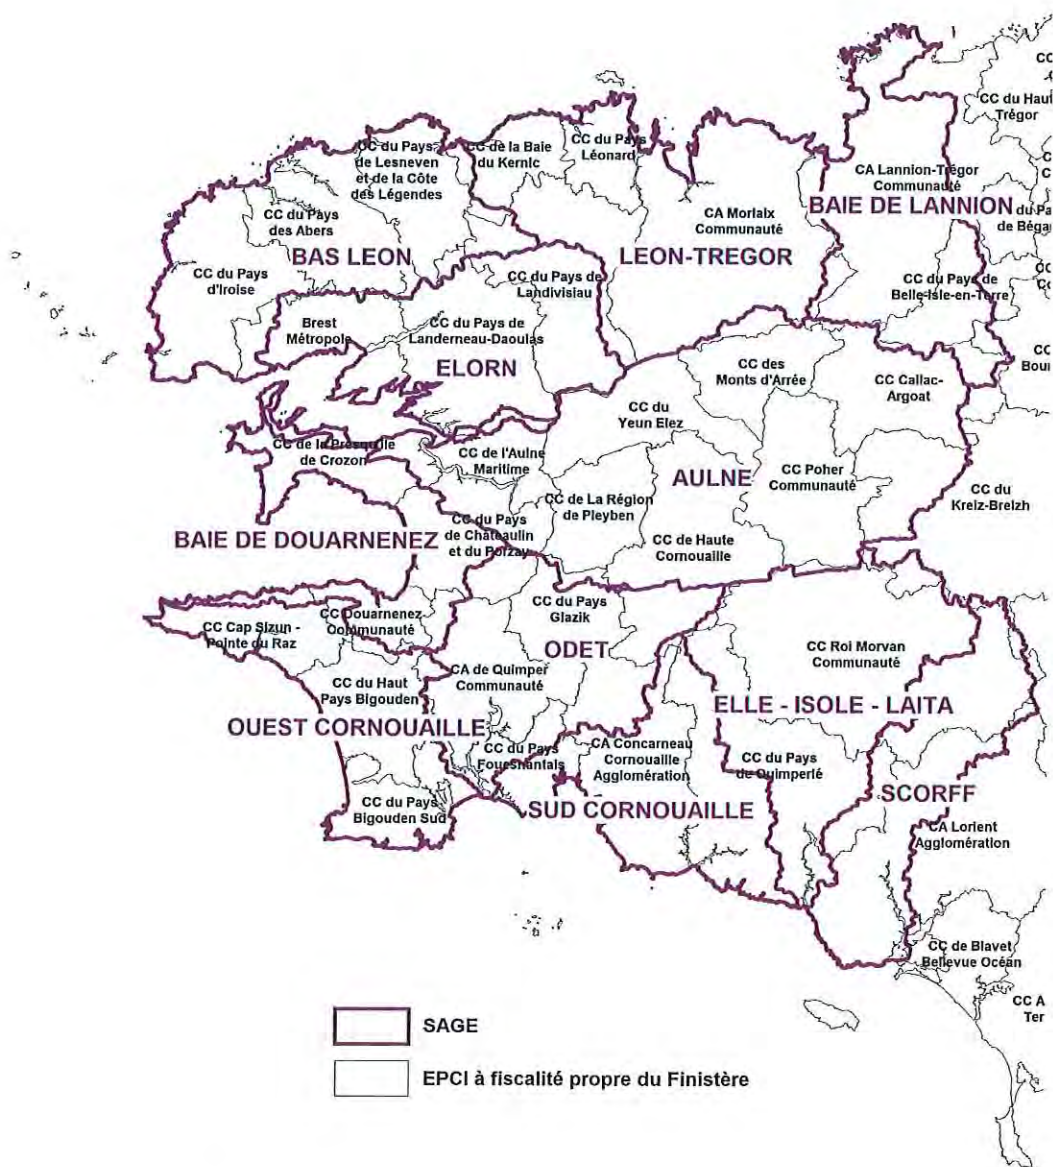 CC
CC du Haut
Trégor
CC du Pays
de Lesneven
et de la Côte
des Légendes
CC de la Baie
du Kernic
CC du Pays
Léonard
CA Lannion-Trégor
Communauté
BAIE DE LANNION
du Pa
de Bégar
CC du Pays
des Abers
CA Morlaix
Communauté
BAS LEON
LEON-TREGOR
CC du Pays
d'Iroise
CC du Pays de
Landivisiau
CC du Pays de
Belle-Isle-en-Terre
Brest
Métropole
CC du Pays de
Landerneau-Daoulas
ELORN
CC des
Monts d'Arrée
CC Callac-
Argoat
CC
Bour
CC du
Yeun Elez
CC de la Presqu'île
de Crozon
CC de l'Aulne
Maritime
AULNE
CC Poher
Communauté
CC du
Kreiz-Breizh
CC de La Région
de Pleyben
BAIE DE DOUARNENEZ
CC du Pays
de Châteaulin
et du Porzay
CC de Haute
Cornouaille
CC du Pays
Glazik
CC Cap Sizun -
Pointe du Raz
CC Douarnenez
Communauté
ODET
CC Roi Morvan
Communauté
CA de Quimper
Communauté
CC du Haut
Pays Bigouden
ELLE - ISOLE - LAITA
OUEST CORNOUAILLE
CC du Pays
Fouesnantais
CA Concarneau
Cornouaille
Agglomération
CC du Pays
de Quimperlé
SCORFF
CC du Pays
Bigouden Sud
SUD CORNOUAILLE
CA Lorient
Agglomération
CC de Blavet
Bellevue Océan
CC A
Ter
SAGE
EPCI à fiscalité propre du Finistère